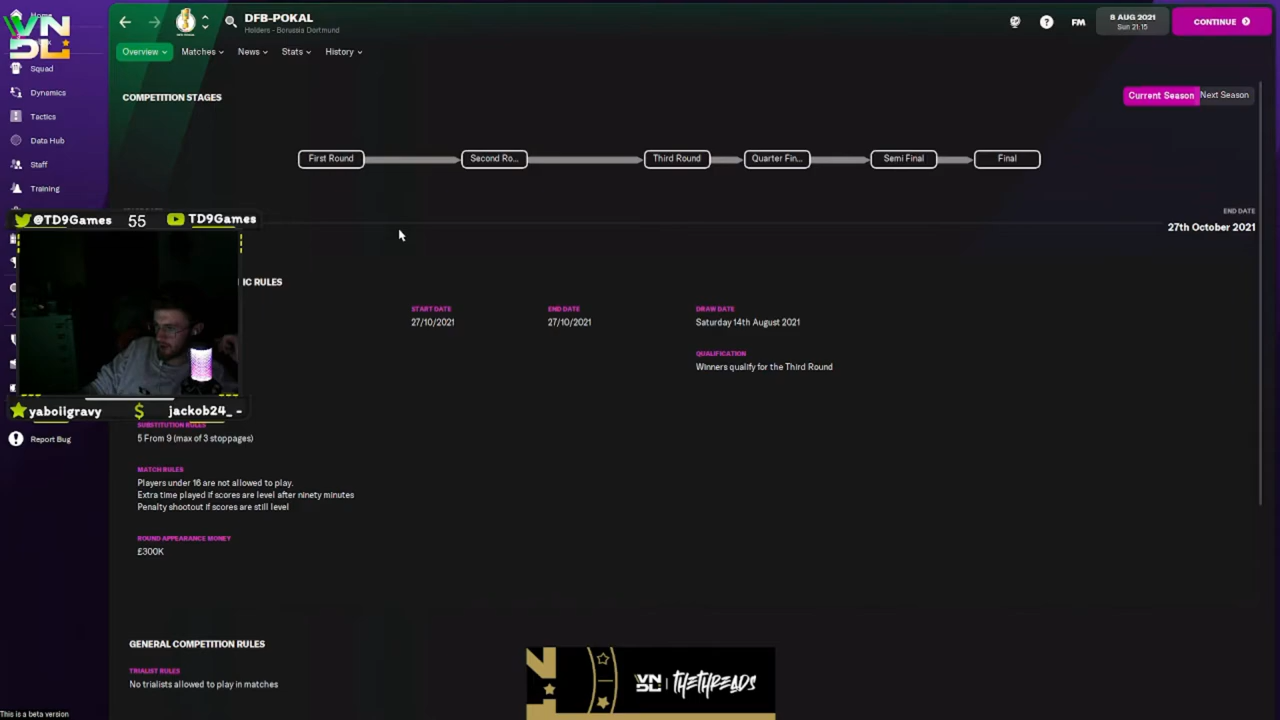 Home
VNDL
Squad
Dynamics
Tactics
Data Hub
Staff
Training
@TD9Games 55 TD9Games
yaboiigravy $ jackob24_ -
Report Bug
This is a beta version
DFB-POKAL
Holders - Borussia Dortmund
FM
8 AUG 2021
Sun 21:15
CONTINUE
Overview
Matches
News
Stats
History
COMPETITION STAGES
Current Season
Next Season
First Round
Second Ro...
Third Round
Quarter Fin...
Semi Final
Final
END DATE
27th October 2021
IC RULES
START DATE
27/10/2021
END DATE
27/10/2021
DRAW DATE
Saturday 14th August 2021
QUALIFICATION
Winners qualify for the Third Round
SUBSTITUTION RULES
5 From 9 (max of 3 stoppages)
MATCH RULES
Players under 16 are not allowed to play.
Extra time played if scores are level after ninety minutes
Penalty shootout if scores are still level
ROUND APPEARANCE MONEY
£300K
GENERAL COMPETITION RULES
TRIALIST RULES
No trialists allowed to play in matches
VNDL | THETHREADS